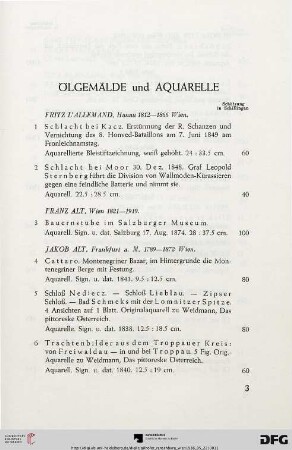 ÖLGEMÄLDE und AQUARELLE
Schätzung
in Schillingen
FRITZ L'ALLEMAND, Hanau 1812—1866 Wien.
1 Schlacht bei Kacz. Erstürmung der R. Schanzen und
Vernichtung des 8. Honved-Bataillons am 7. Juni 1849 am
Fronleichnamstag.
Aquarellierte Bleistiftzeichnung, weiß gehöht. 24 : 33.5 cm. 60
2 Schlacht bei Moor 30. Dez. 1848. Graf Leopold
Sternberg führt die Division von Wallmoden-Kürassieren
gegen eine feindliche Batterie und nimmt sie.
Aquarell. 22.5 : 28.5 cm. 40
FRANZ ALT, Wien 1821—1919.
3 Bauernstube im Salzburger Museum.
Aquarell. Sign. u. dat. Salzburg 17. Aug. 1874. 28 : 37.5 cm. 100
JAKOB ALT, Frankfurt a. M. 1789—1872 Wien.
4 Cattaro. Montenegriner Bazar, im Hintergrunde die Mon-
tenegriner Berge mit Festung.
Aquarell. Sign. u. dat. 1841. 9.5 : 12.5 cm. 80
5 Schloß Nediecz. — Schloß Lieblau. — Zipser
Schloß. — Bad Schmeks mit der Lomnitzer Spitze.
4 Ansichten auf 1 Blatt. Originalaquarell zu Weidmann, Das
pittoreske Österreich.
Aquarelle. Sign. u. dat. 1838. 12.5 : 18.5 cm. 80
6 Trachtenbilder aus dem Troppauer Kreis:
von Freiwaldau — in und bei Troppau. 5 Fig. Orig.
Aquarelle zu Weidmann, Das pittoreske Österreich.
Aquarell. Sign. u. dat. 1840. 12.5 : 19 cm. 60
3
DFG